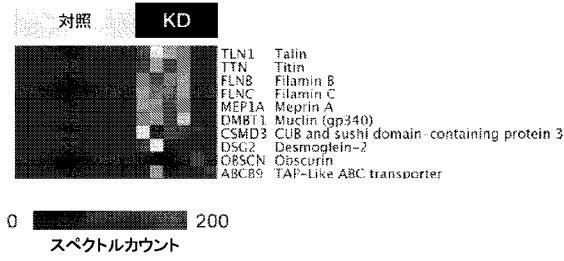 対照 KD
TLN1 Talin
TTN Titin
FLNB Filamin B
FLNC Filamin C
MEP1A Meprin A
DMBT1 Muclin (gp340)
CSMD3 CUB and sushi domain-containing protein 3
DSG2 Desmoglein-2
OBSCN Obscurin
ABCB9 TAP-Like ABC transporter
0 200
スペクトルカウント